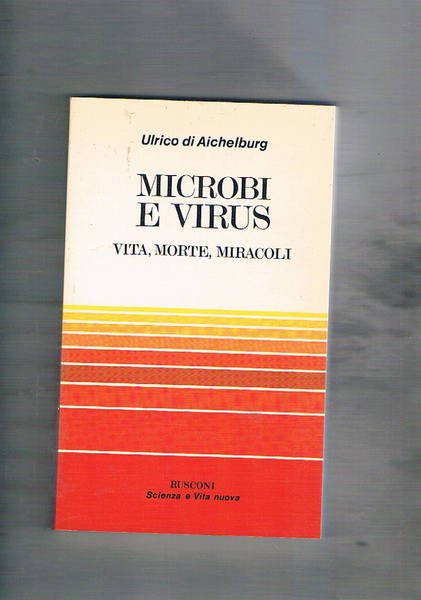 Ulrico di Aichelburg
MICROBI
E VIRUS
VITA, MORTE, MIRACOLI
RUSCONI
Scienza e Vita nuova